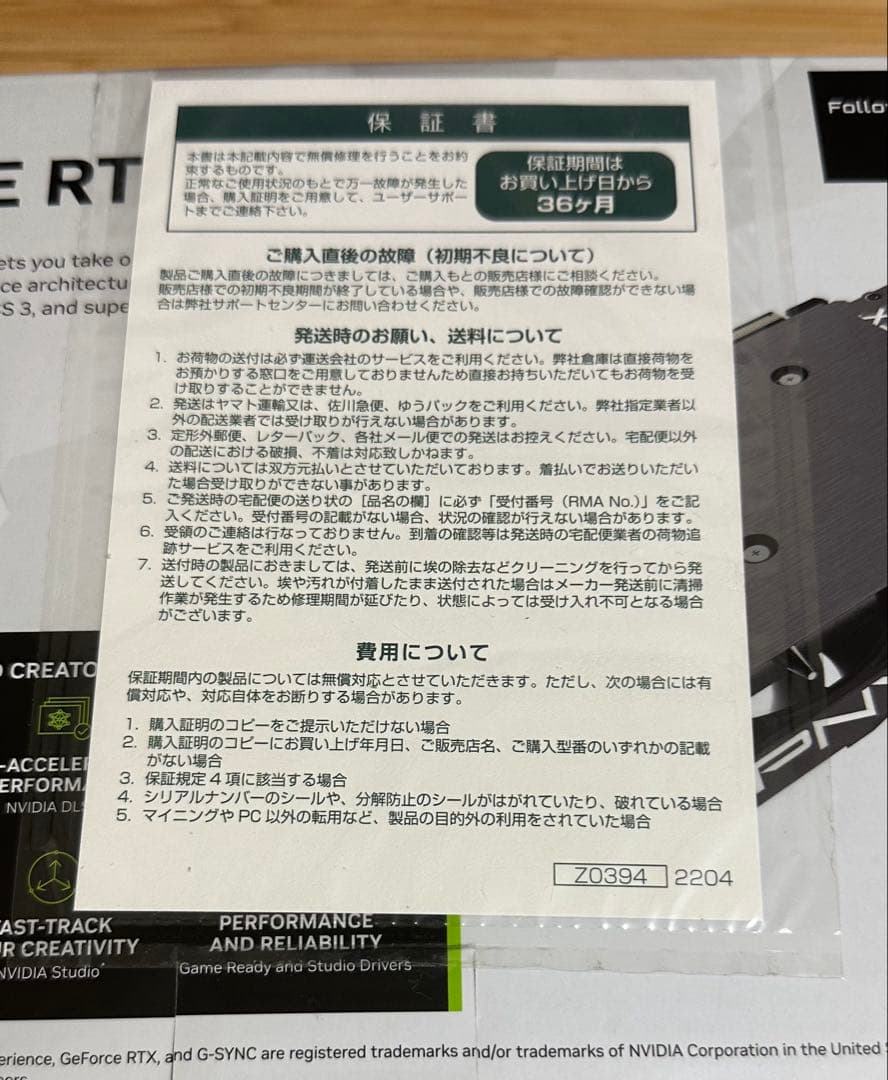 保証書
本書は本記載内容で無償修理を行うことをお約
束するものです。
正常なご使用状況のもとで万一故障が発生した
場合、購入証明をご用意して、ユーザーサポー
トまでご連絡下さい。
保証期間は
お買い上げ日から
36ヶ月
ご購入直後の故障（初期不良について）
製品ご購入直後の故障につきましては、ご購入もとの販売店様にご相談ください。
販売店様での初期不良期間が終了している場合や、販売店様での故障確認ができない場
合は弊社サポートセンターにお問い合わせください。
発送時のお願い、送料について
1. お荷物の送付は必ず運送会社のサービスをご利用ください。弊社倉庫は直接荷物を
お預かりする窓口をご用意しておりませんため直接お持ちいただいてもお荷物を受
け取りすることができません。
2. 発送はヤマト運輸又は、佐川急便、ゆうパックをご利用ください。弊社指定業者以
外の配送業者では受け取りが行えない場合があります。
3. 定形外郵便、レターパック、各社メール便での発送はお控えください。宅配便以外
の配送における破損、不着は対応致しかねます。
4. 送料については双方元払いとさせていただいております。着払いでお送りいただい
た場合受け取りができない事があります。
5. ご発送時の宅配便の送り状の［品名の欄］に必ず「受付番号（RMA No.）」をご記
入ください。受付番号の記載がない場合、状況の確認が行えない場合があります。
6. 受領のご連絡は行なっておりません。到着の確認等は発送時の宅配便業者の荷物追
跡サービスをご利用ください。
7. 送付時の製品におきましては、発送前に埃の除去などクリーニングを行ってから発
送してください。埃や汚れが付着したまま送付された場合はメーカー発送前に清掃
作業が発生するため修理期間が延びたり、状態によっては受け入れ不可となる場合
がございます。
費用について
保証期間内の製品については無償対応とさせていただきます。ただし、次の場合には有
償対応や、対応自体をお断りする場合があります。
1. 購入証明のコピーをご提示いただけない場合
2. 購入証明のコピーにお買い上げ年月日、ご販売店名、ご購入型番のいずれかの記載
がない場合
3. 保証規定４項に該当する場合
4. シリアルナンバーのシールや、分解防止のシールがはがれていたり、破れている場合
5. マイニングやPC以外の転用など、製品の目的外の利用をされていた場合
Z0394 2204
E RT
ets you take o
ce architectu
S 3, and supe
Follo
PNY
CREATO
-ACCELE
ERFORM
NVIDIA DL
AST-TRACK
R CREATIVITY
NVIDIA Studio
PERFORMANCE
AND RELIABILITY
Game Ready and Studio Drivers
erience, GeForce RTX, and G-SYNC are registered trademarks and/or trademarks of NVIDIA Corporation in the United